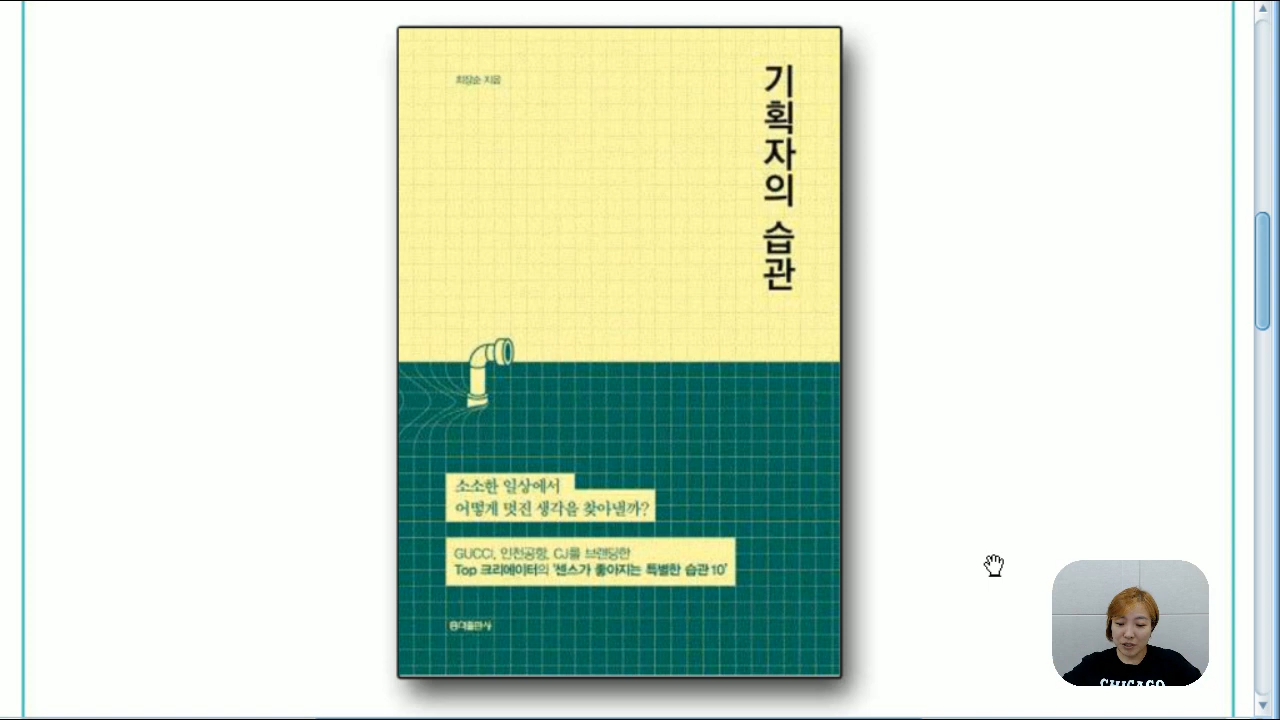 최장순 지음
기획자의 습관
소소한 일상에서
어떻게 멋진 생각을 찾아낼까?
GUCCI, 인천공항, CJ를 브랜딩한
Top 크리에이터의 '센스가 좋아지는 특별한 습관 10'
CHICAGO